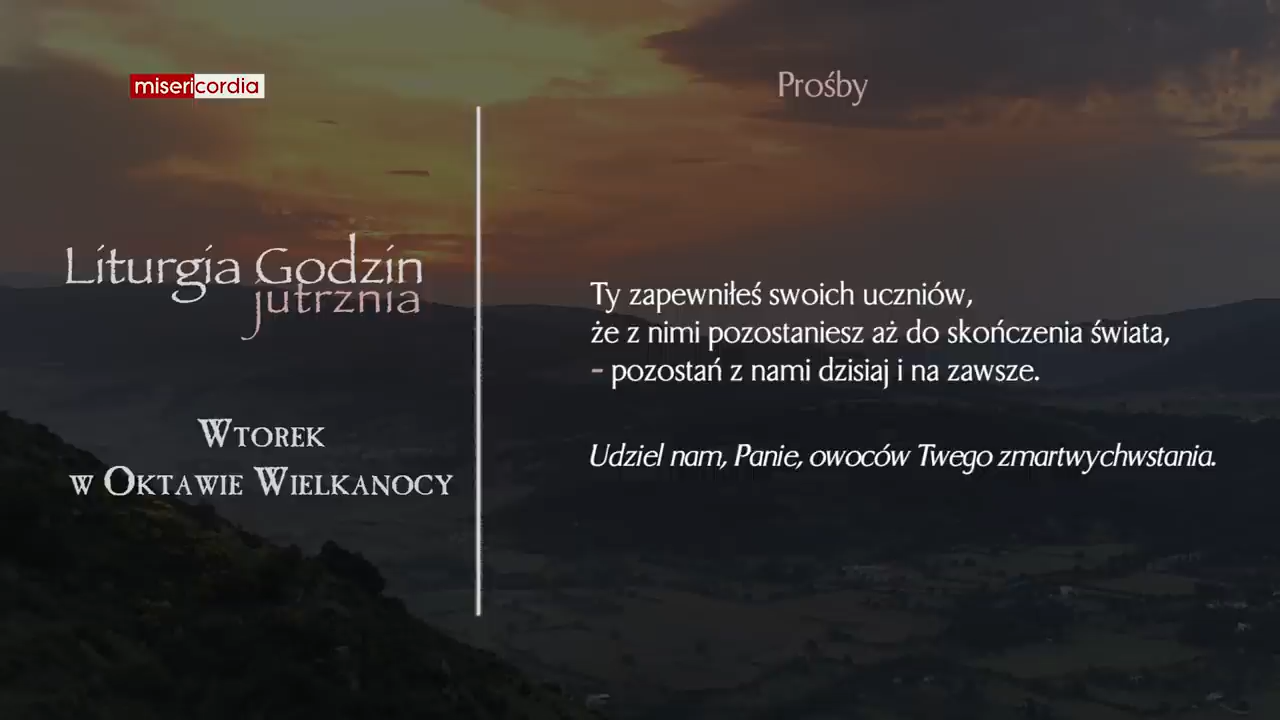 misericordia
Liturgia Godzin
jutrznia
Wtorek
w Oktawie Wielkanocy
Prośby
Ty zapewniłeś swoich uczniów,
że z nimi pozostaniesz aż do skończenia świata,
- pozostań z nami dzisiaj i na zawsze.
Udziel nam, Panie, owoców Twego zmartwychwstania.